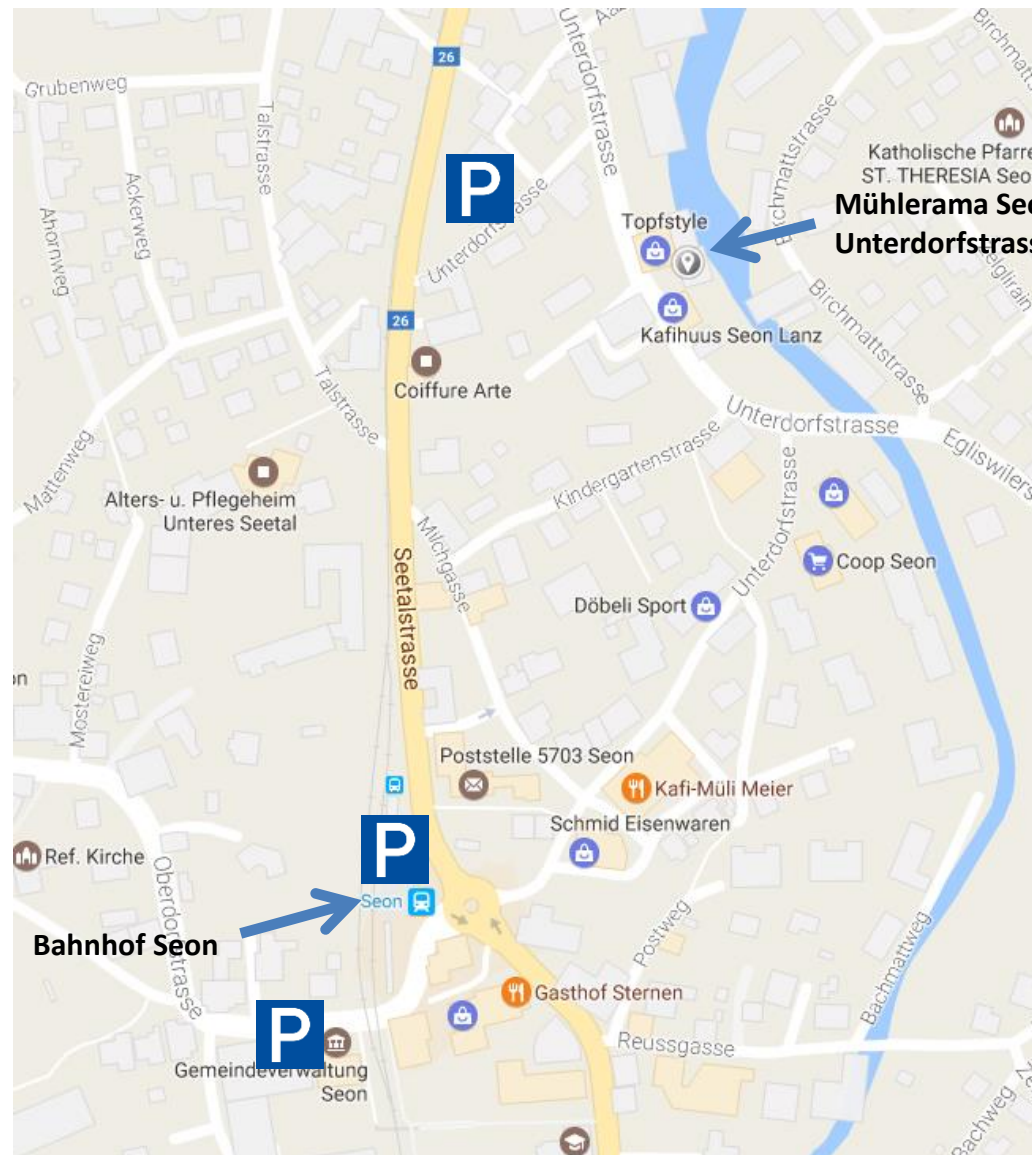 26
Grubenweg
Talstrasse
Unterdorfstrasse
Birchmattstrasse
Ackerweg
Ahornweg
P
Unterdorfstrasse
Katholische Pfarre
ST. THERESIA Seo
Mühlerama Seo
Unterdorfstrass
Topfstyle
26
Kafihuus Seon Lanz
Birchmattstrasse
Coiffure Arte
Talstrasse
Unterdorfstrasse
Egliswilers
Mattenweg
Alters- u. Pflegeheim
Unteres Seetal
Kindergartenstrasse
Milchgasse
Unterdorfstrasse
Seetalstrasse
Coop Seon
Döbeli Sport
Mostereiweg
on
Poststelle 5703 Seon
Kafi-Müli Meier
Schmid Eisenwaren
P
Ref. Kirche
Oberdorfstrasse
Seon
Bahnhof Seon
Postweg
Bachmattweg
Gasthof Sternen
P
Gemeindeverwaltung
Seon
Reussgasse
Bachweg